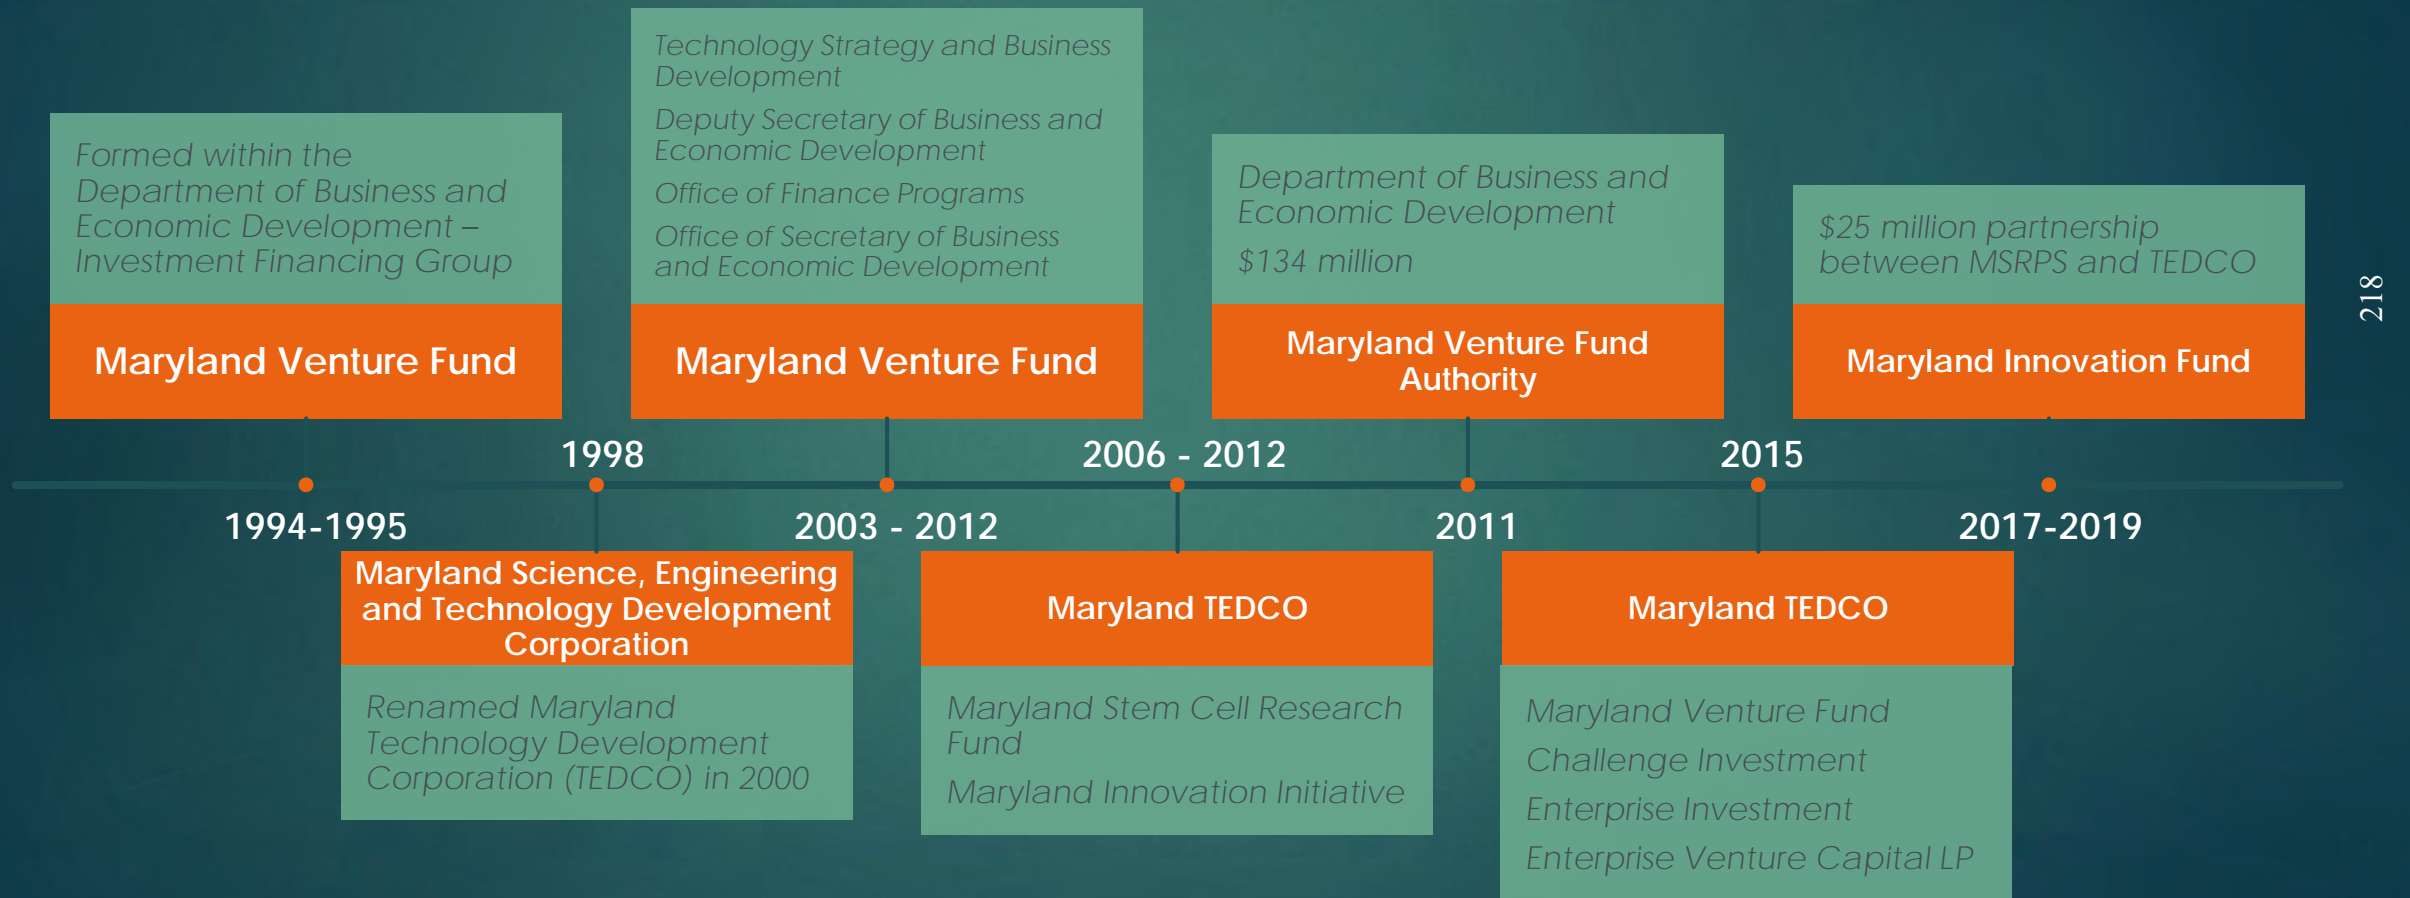 Formed within the
Department of Business and
Economic Development –
Investment Financing Group
Maryland Venture Fund
1994-1995
1998
Maryland Science, Engineering
and Technology Development
Corporation
Renamed Maryland
Technology Development
Corporation (TEDCO) in 2000
Technology Strategy and Business
Development
Deputy Secretary of Business and
Economic Development
Office of Finance Programs
Office of Secretary of Business
and Economic Development
Maryland Venture Fund
2003 - 2012
2006 - 2012
Maryland TEDCO
Maryland Stem Cell Research
Fund
Maryland Innovation Initiative
Department of Business and
Economic Development
$134 million
Maryland Venture Fund
Authority
2011
2015
Maryland TEDCO
Maryland Venture Fund
Challenge Investment
Enterprise Investment
Enterprise Venture Capital LP
$25 million partnership
between MSRPS and TEDCO
Maryland Innovation Fund
2017-2019
218